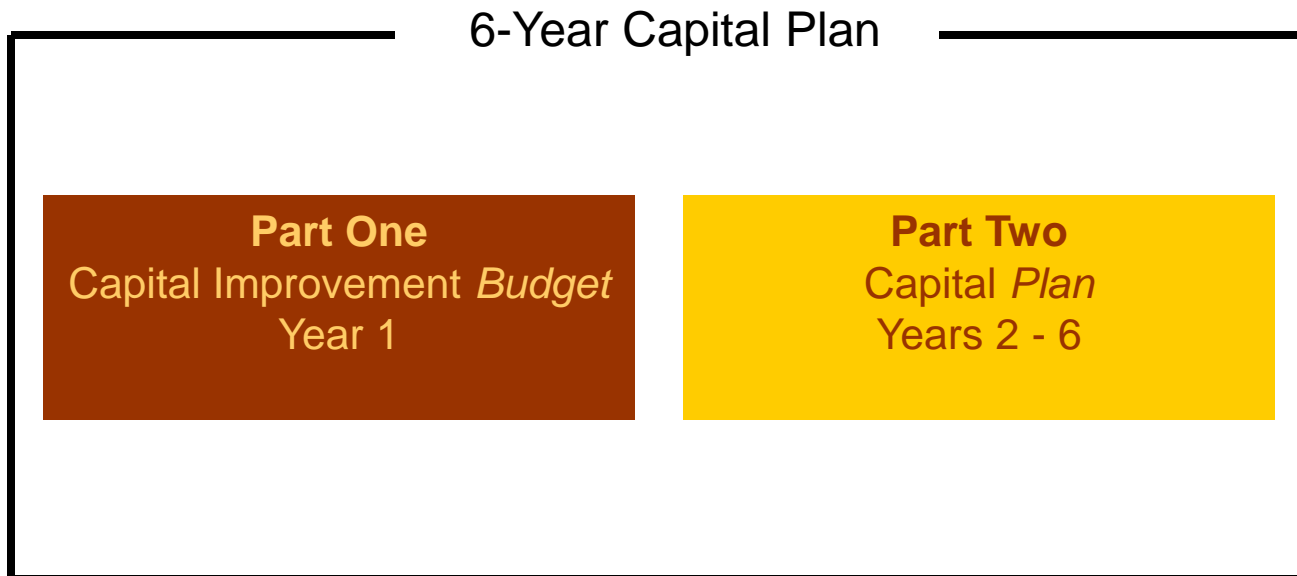 6-Year Capital Plan
Part One
Capital Improvement Budget
Year 1
Part Two
Capital Plan
Years 2 - 6